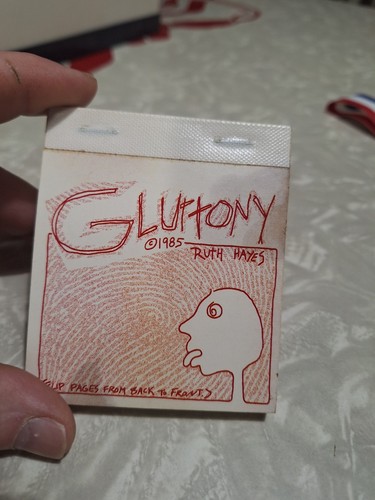 GLUTTONY
©1985
RUTH HAYES
FLIP PAGES FROM BACK TO FRONT.>